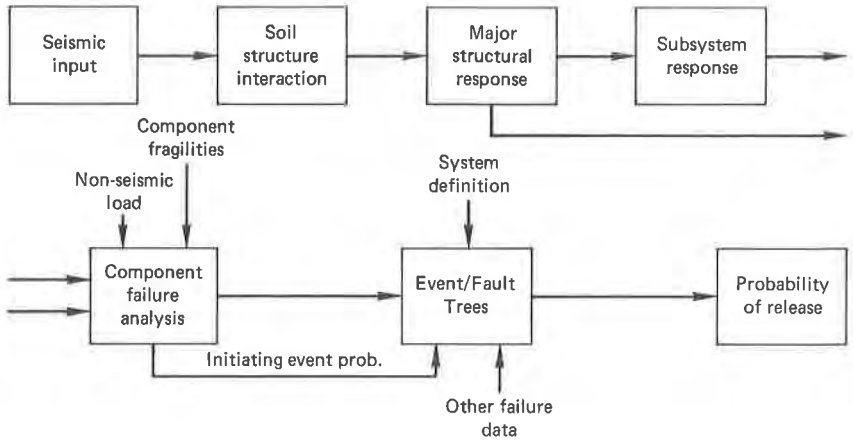 Seismic
input
Soil
structure
interaction
Major
structural
response
Subsystem
response
Component
fragilities
Non-seismic
load
System
definition
Component
failure
analysis
Event/Fault
Trees
Probability
of release
Initiating event prob.
Other failure
data